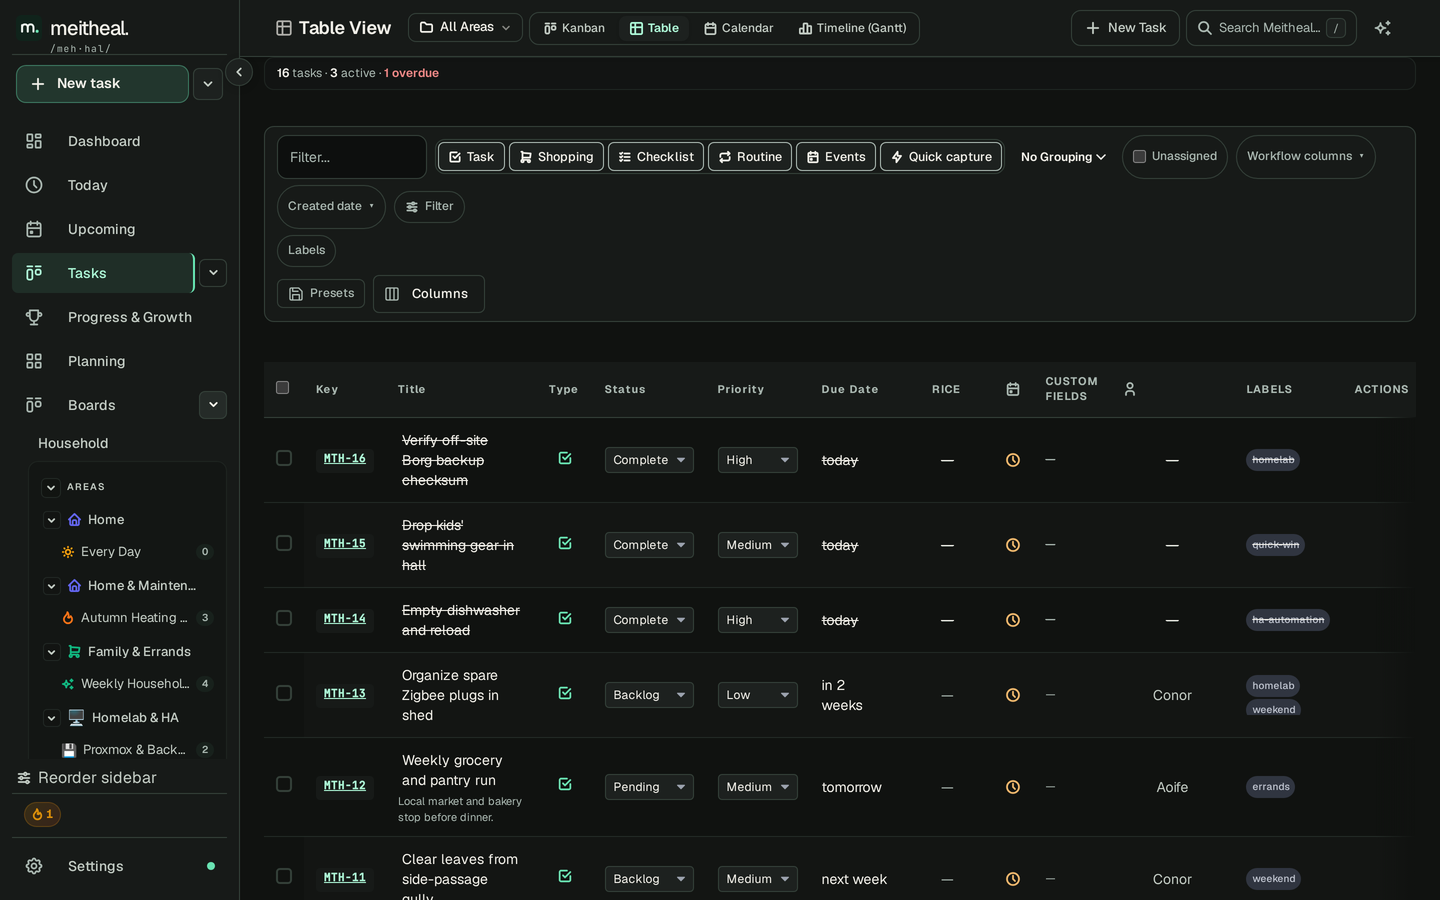 m. meitheal.
/meh·hal/
New task
Dashboard
Today
Upcoming
Tasks
Progress & Growth
Planning
Boards
Household
AREAS
Home
Every Day 0
Home & Mainten...
Autumn Heating ... 3
Family & Errands
Weekly Househol... 4
Homelab & HA
Proxmox & Back... 2
Reorder sidebar
1
Settings
Table View All Areas Kanban Table Calendar Timeline (Gantt) New Task Search Meitheal... /
16 tasks · 3 active · 1 overdue
Filter... Task Shopping Checklist Routine Events Quick capture No Grouping Unassigned Workflow columns
Created date Filter
Labels
Presets Columns
Key Title Type Status Priority Due Date RICE CUSTOM FIELDS LABELS ACTIONS
MTH-16 Verify off-site Borg backup checksum Complete High today — — — homelab
MTH-15 Drop kids' swimming gear in hall Complete Medium today — — — quick-win
MTH-14 Empty dishwasher and reload Complete High today — — — ha-automation
MTH-13 Organize spare Zigbee plugs in shed Backlog Low in 2 weeks — — Conor homelab weekend
MTH-12 Weekly grocery and pantry run Pending Medium tomorrow — — Aoife errands
Local market and bakery stop before dinner.
MTH-11 Clear leaves from side-passage gully Backlog Medium next week — — Conor weekend